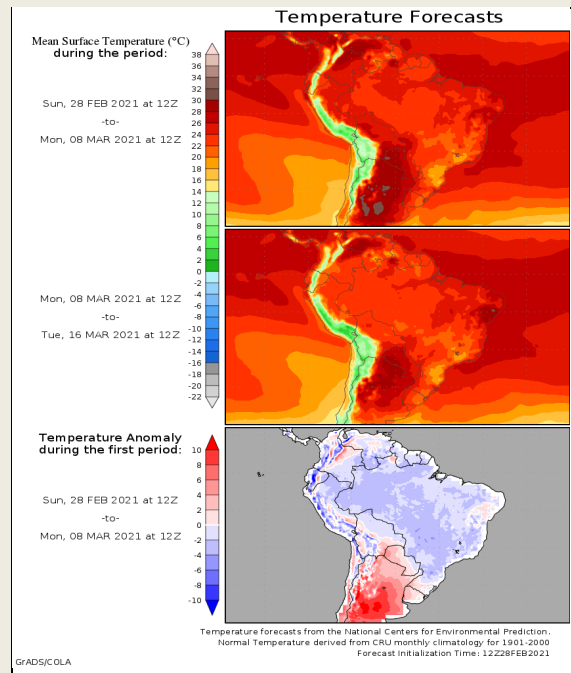 Temperature Forecasts
Mean Surface Temperature (°C)
during the period:
Sun, 28 FEB 2021 at 12Z
-to-
Mon, 08 MAR 2021 at 12Z
38
36
34
32
30
28
26
24
22
20
18
16
14
12
10
8
6
4
2
0
-2
-4
-6
-8
-10
-12
-14
-16
-18
-20
-22
Mon, 08 MAR 2021 at 12Z
-to-
Tue, 16 MAR 2021 at 12Z
Temperature Anomaly
during the first period:
Sun, 28 FEB 2021 at 12Z
-to-
Mon, 08 MAR 2021 at 12Z
10
8
6
4
2
0
-2
-4
-6
-8
-10
Temperature forecasts from the National Centers for Environmental Prediction.
Normal Temperature derived from CRU monthly climatology for 1901-2000
Forecast Initialization Time: 12Z28FEB2021
GrADS/COLA